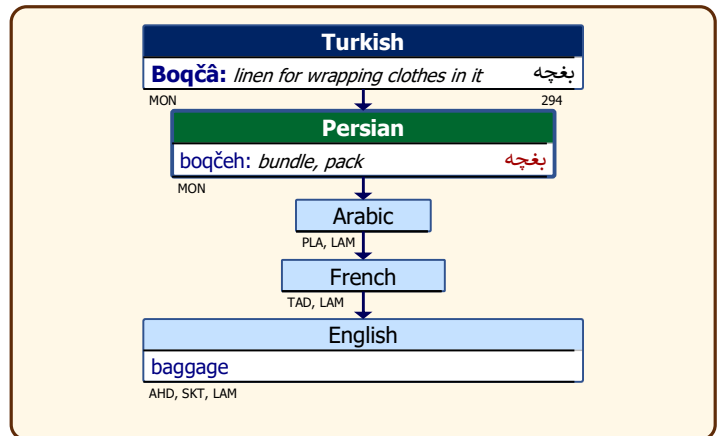 Turkish
Boqčâ: linen for wrapping clothes in it بغچه
MON 294
Persian
boqčeh: bundle, pack بغچه
MON
Arabic
PLA, LAM
French
TAD, LAM
English
baggage
AHD, SKT, LAM